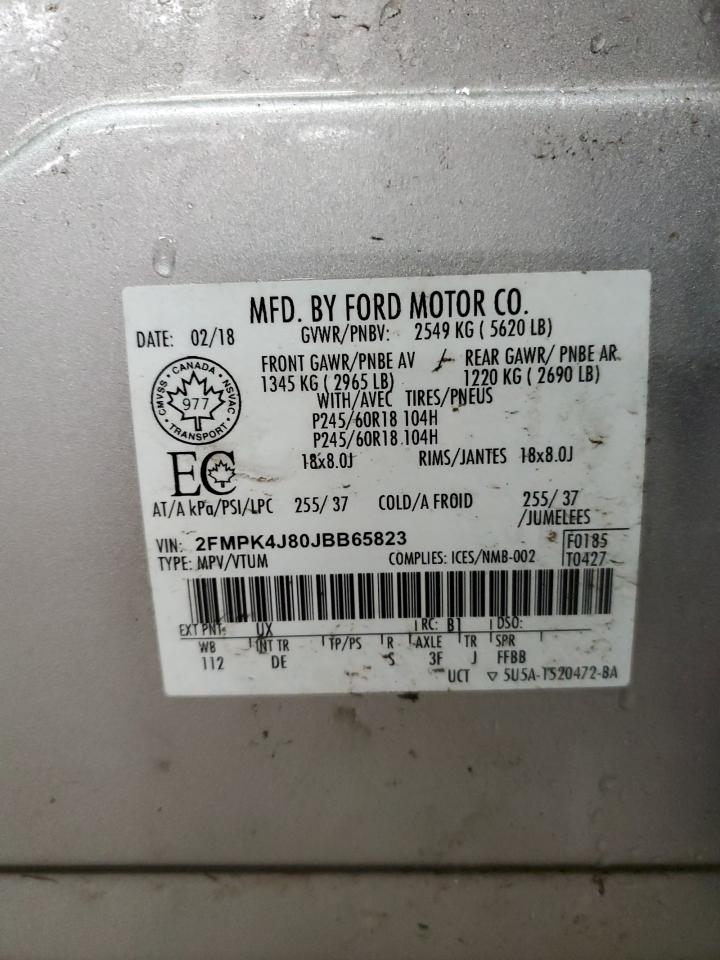 MFD. BY FORD MOTOR CO.
DATE: 02/18
GVWR/PNBV: 2549 KG ( 5620 LB)
FRONT GAWR/PNBE AV
REAR GAWR/ PNBE AR
1345 KG ( 2965 LB)
1220 KG ( 2690 LB)
WITH/AVEC TIRES/PNEUS
P245/60R18 104H
P245/60R18 104H
18x8.0J RIMS/JANTES 18x8.0J
CANADA
CMVSS • NSVAC
977
TRANSPORT
EC
AT/A kPa/PSI/LPC 255/ 37 COLD/A FROID 255/ 37
/JUMELEES
VIN: 2FMPK4J80JBB65823
F0185
TYPE: MPV/VTUM COMPLIES: ICES/NMB-002 T0427
EXT PNT: UX RC: B1 DSO:
WB INT TR TP/PS R AXLE TR SPR
112 DE S 3F J FFBB
UCT ▽ 5U5A-1520472-BA